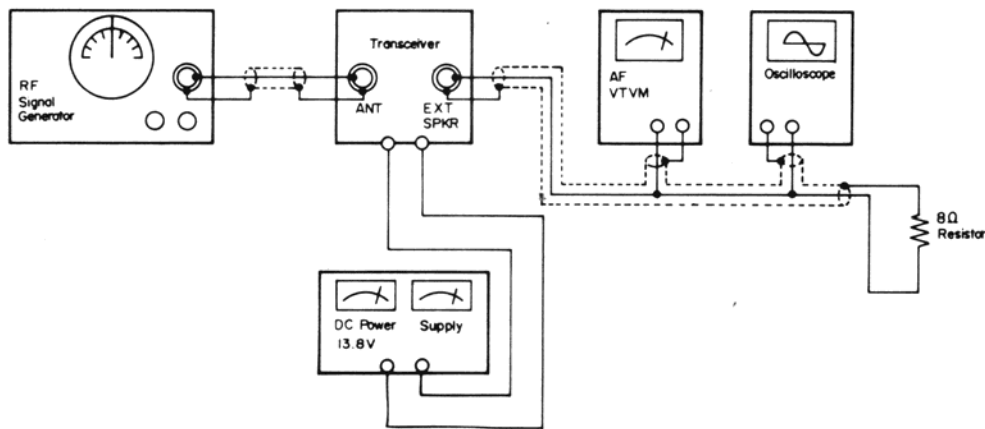 RF
Signal
Generator
Transceiver
ANT
EXT
SPKR
AF
VTVM
Oscilloscope
8Ω
Resistor
DC Power Supply
13.8V